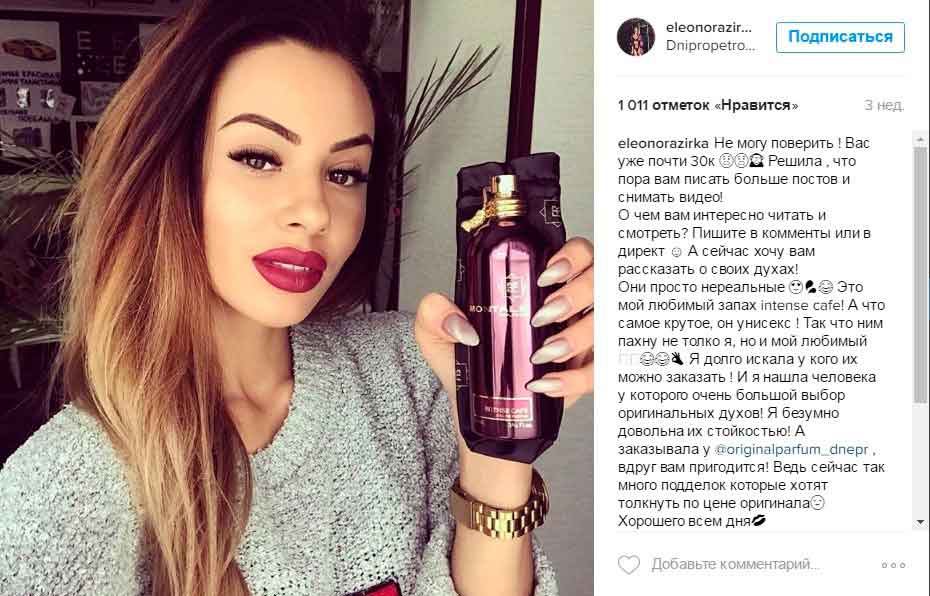 eleonorazir...
Dnipropetro...
Подписаться
1 011 отметок «Нравится»
3 нед.
eleonorazirka Не могу поверить ! Вас
уже почти 30к Решила , что
пора вам писать больше постов и
снимать видео!
О чем вам интересно читать и
смотреть? Пишите в комменты или в
директ ☺ А сейчас хочу вам
рассказать о своих духах!
Они просто нереальные Это
мой любимый запах intense cafe! А что
самое крутое, он унисекс ! Так что ним
пахну не толко я, но и мой любимый
Я долго искала у кого их
можно заказать ! И я нашла человека
у которого очень большой выбор
оригинальных духов! Я безумно
довольна их стойкостью! А
заказывала у @originalparfum_dnepr ,
вдруг вам пригодится! Ведь сейчас так
много подделок которые хотят
толкнуть по цене оригинала
Хорошего всем дня💋
Добавьте комментарий...
MONTALE
INTENSE CAFE